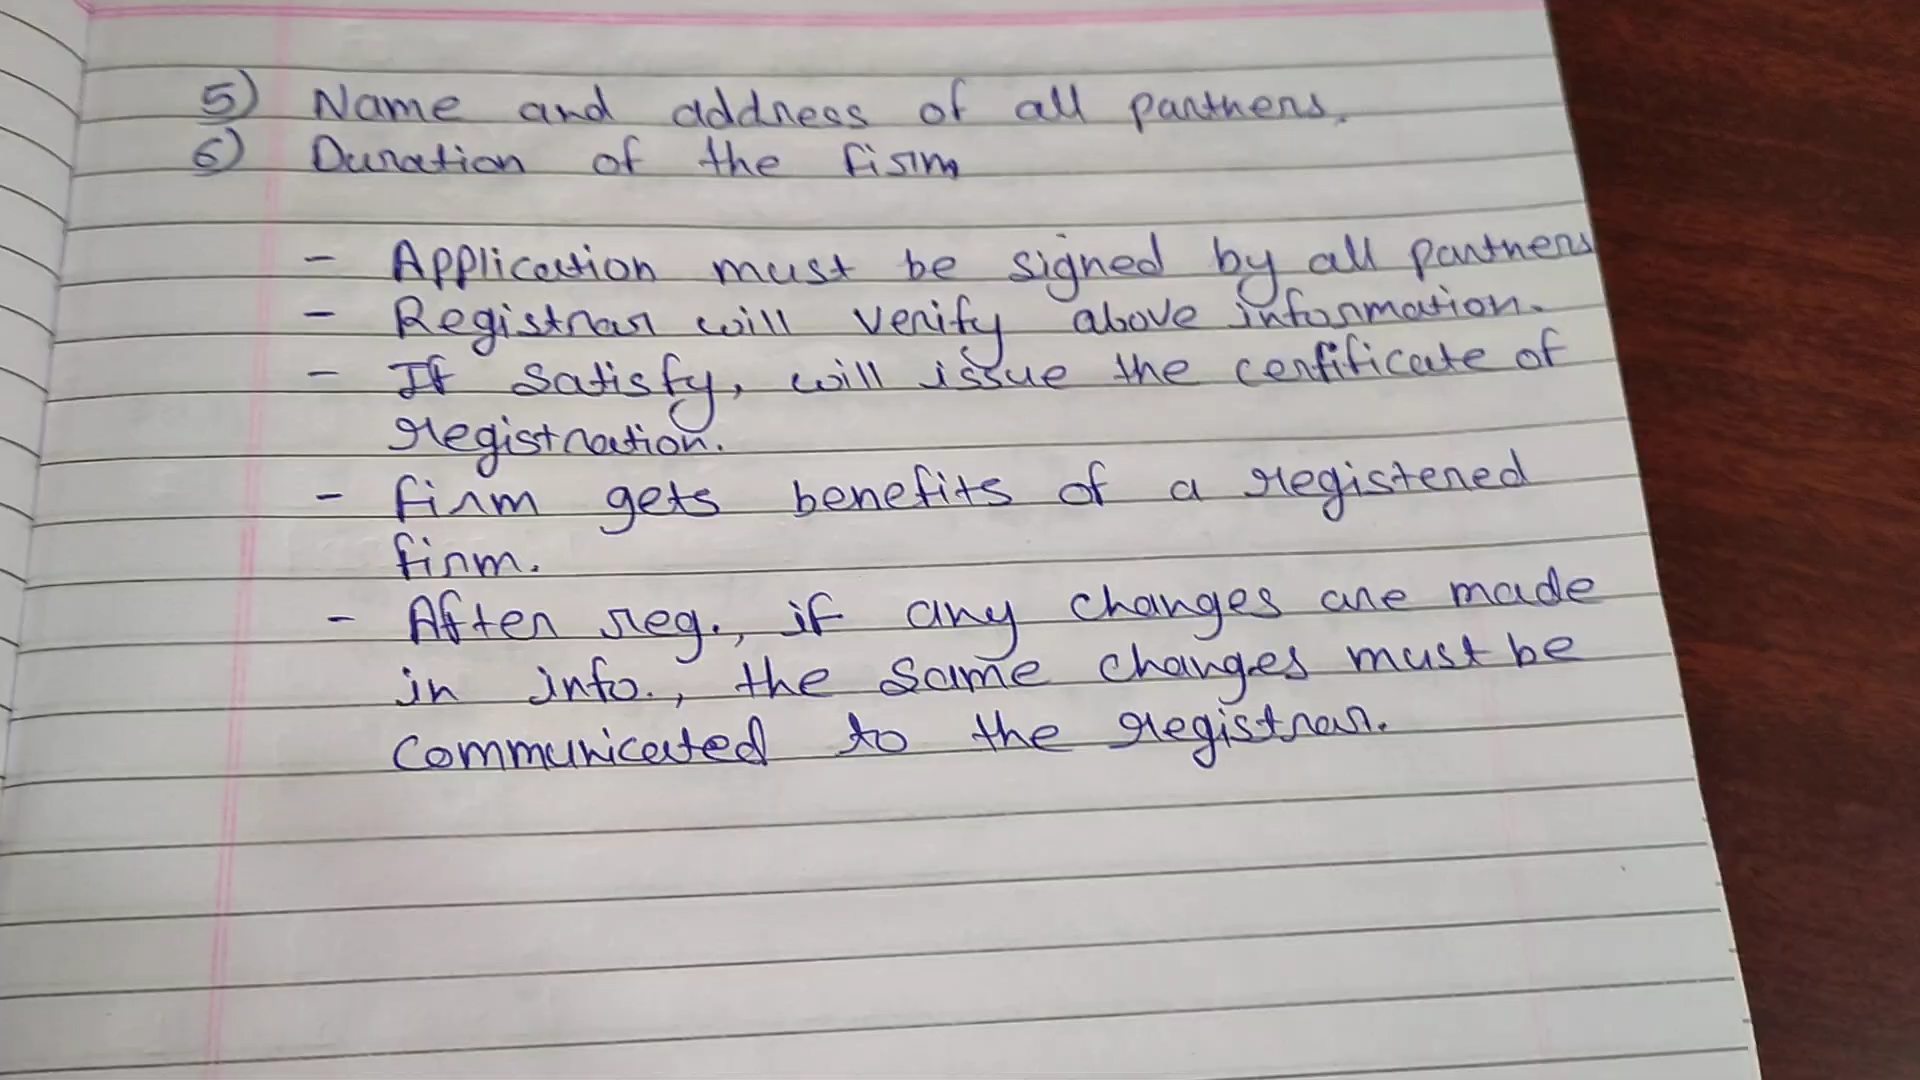 5) Name and address of all partners.
6) Duration of the firm
- Application must be signed by all partners
- Registrar will verify above information.
- If satisfy, will issue the certificate of
registration.
- firm gets benefits of a registered
firm.
- After reg., if any changes are made
in info., the same changes must be
communicated to the registrar.